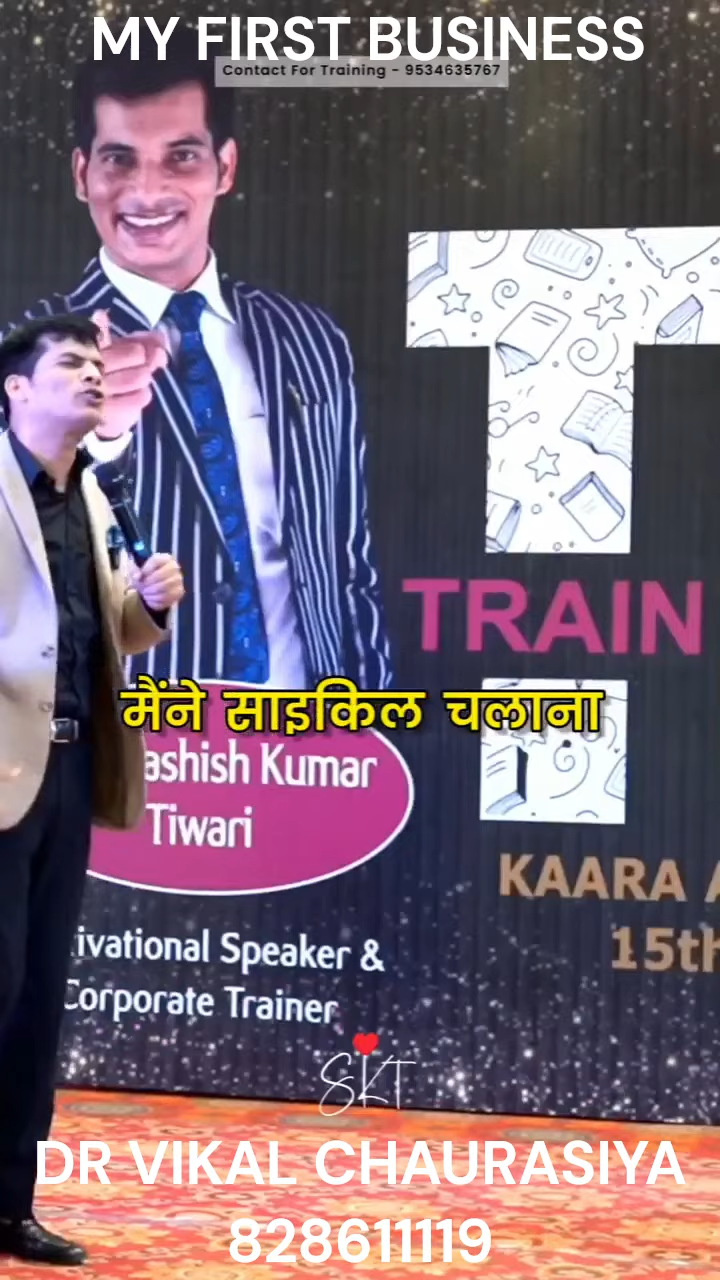 MY FIRST BUSINESS
Contact For Training - 9534635767
T
TRAIN
मैंने साइकिल चलाना
ashish Kumar
Tiwari
KAARA A
15th
ivational Speaker &
Corporate Trainer
SKT
DR VIKAL CHAURASIYA
828611119